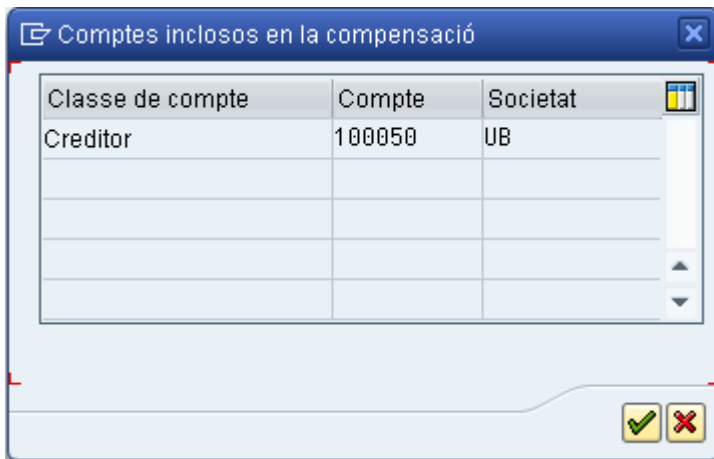 Comptes inclosos en la compensació
Classe de compte Compte Societat
Creditor 100050 UB